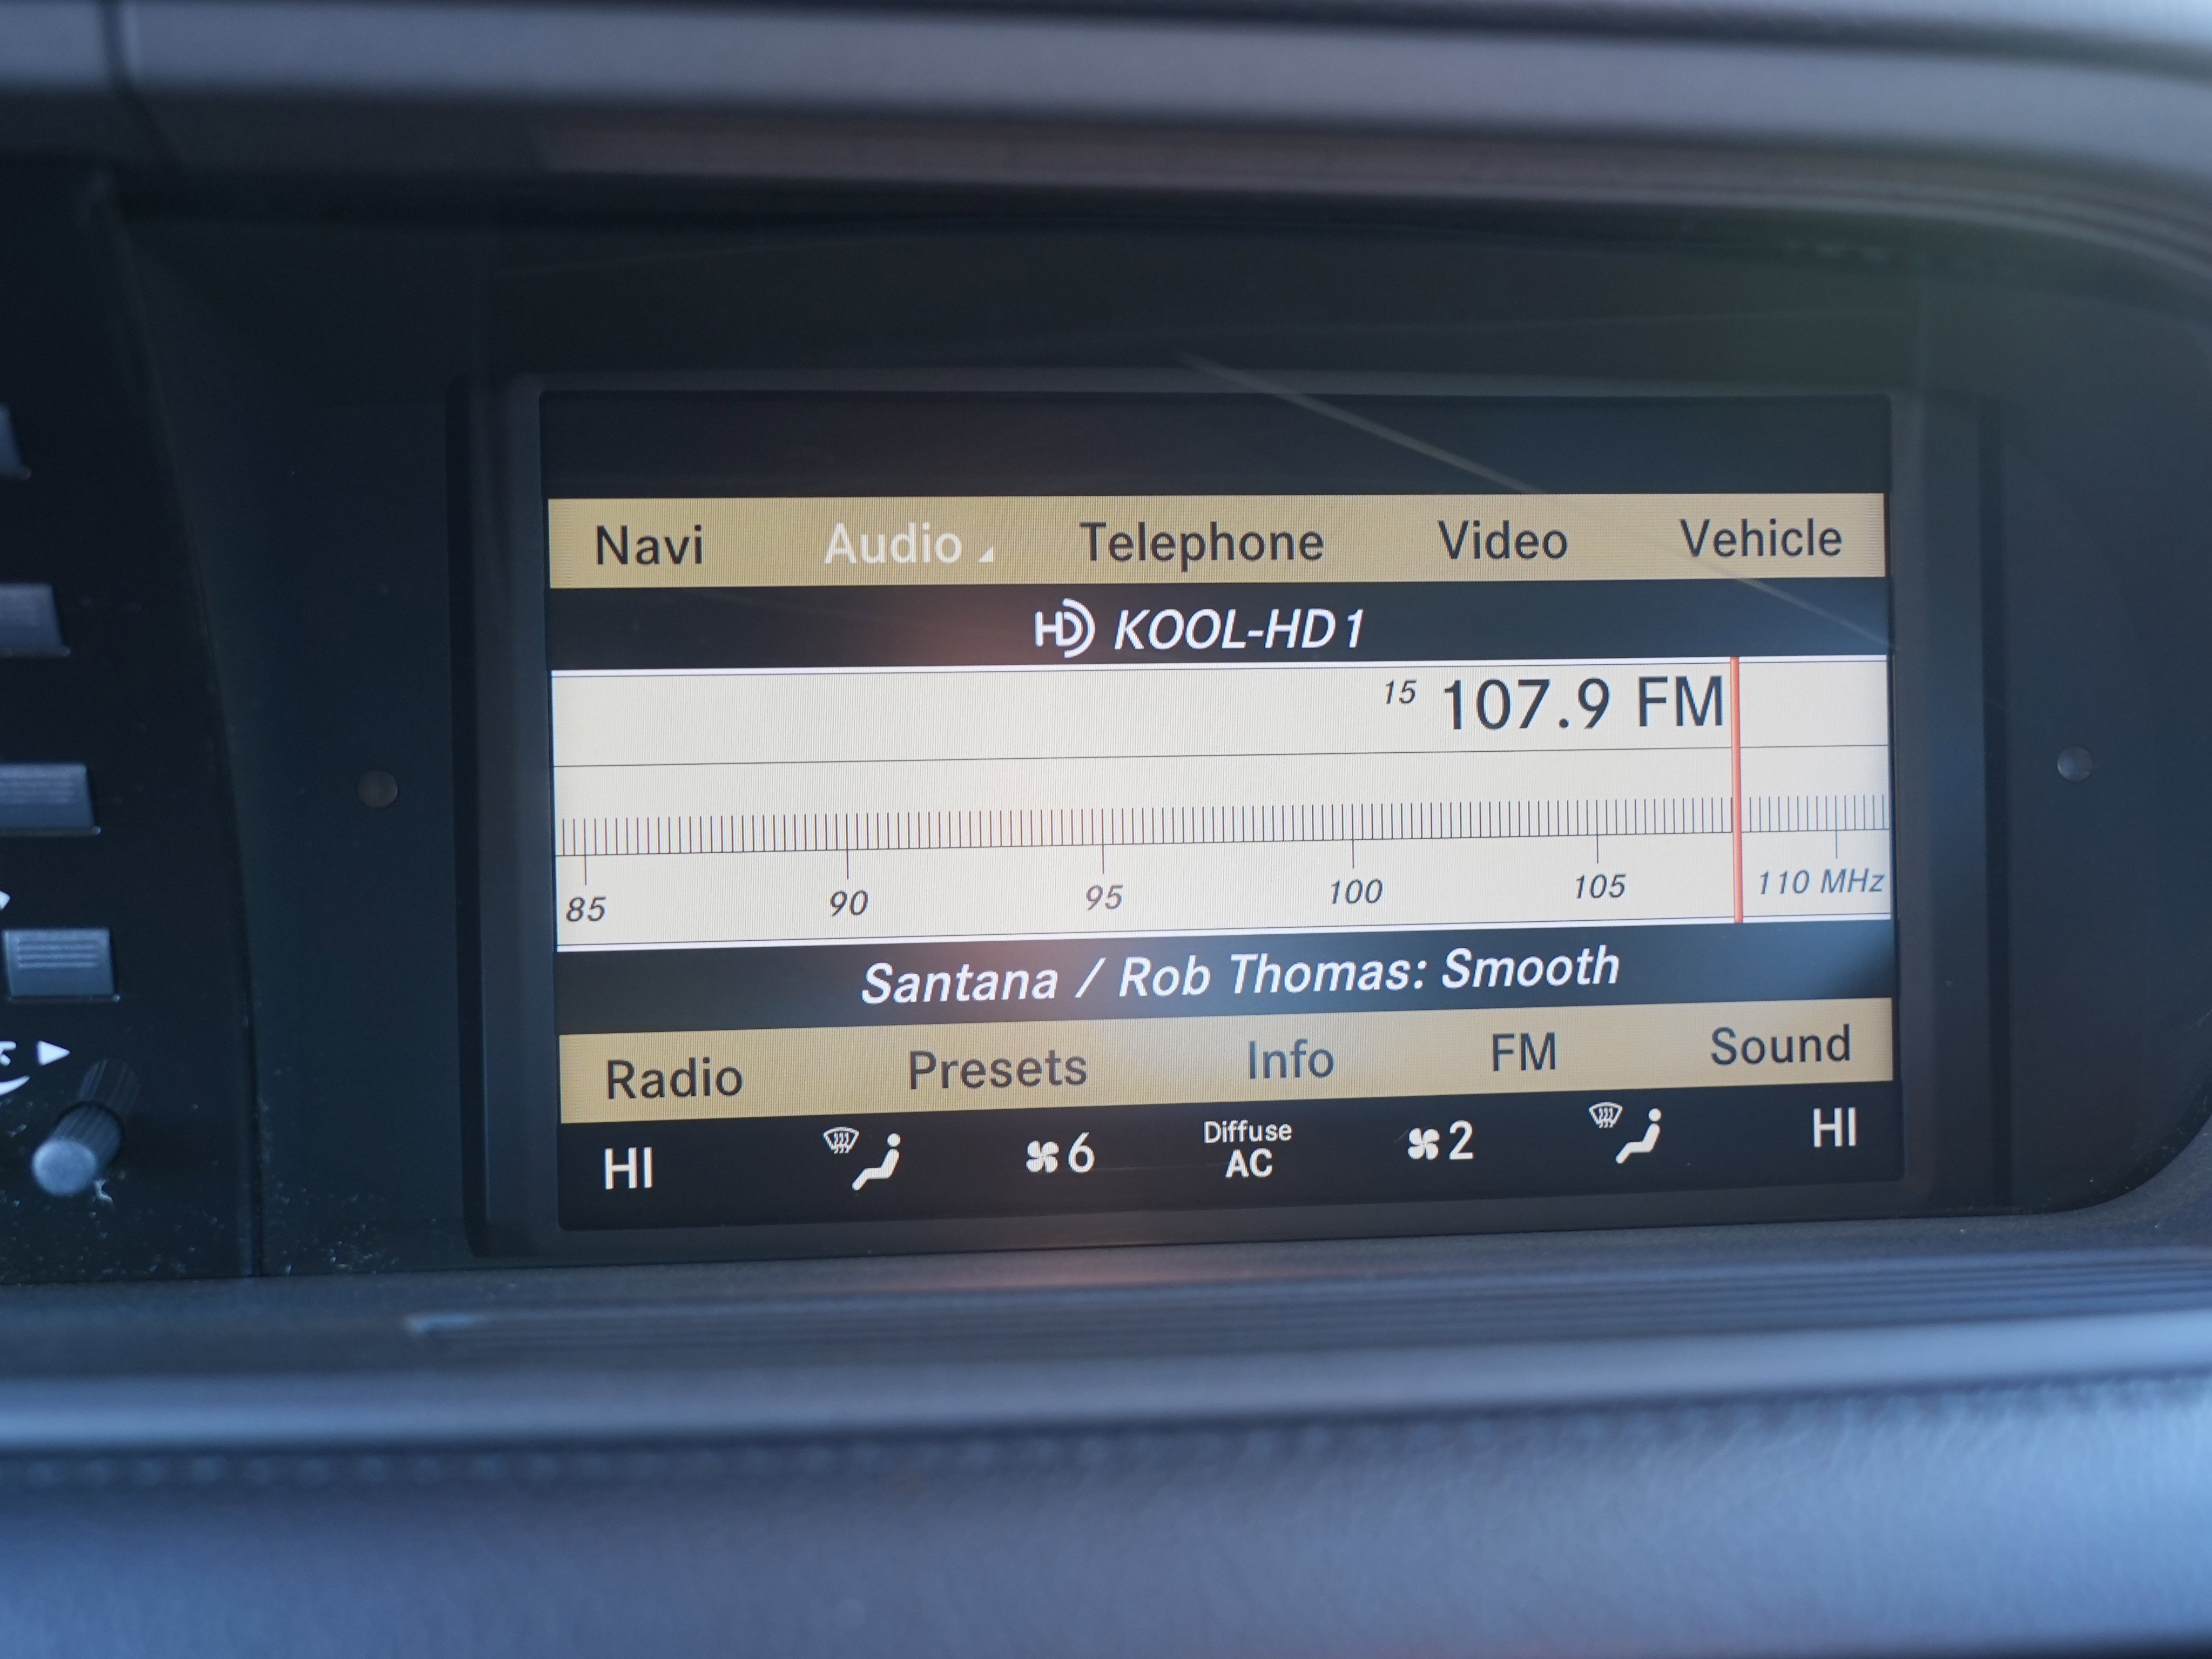 Navi Audio Telephone Video Vehicle
HD KOOL-HD1
15 107.9 FM
85 90 95 100 105 110 MHz
Santana / Rob Thomas: Smooth
Radio Presets Info FM Sound
HI 6 Diffuse 2 HI
AC